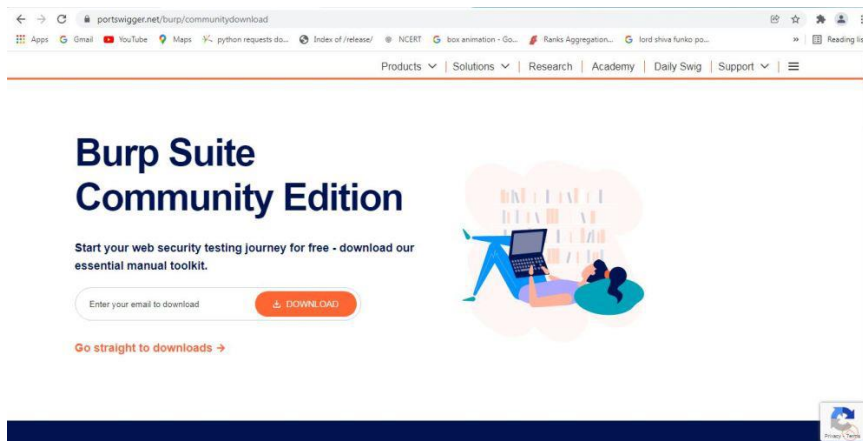 portswigger.net/burp/communitydownload
Apps Gmail YouTube Maps python requests do... Index of /release/ NCERT box animation - Go... Ranks Aggregation... lord shiva funko po... » Reading lis
Products | Solutions | Research | Academy | Daily Swig | Support |
Burp Suite
Community Edition
Start your web security testing journey for free - download our
essential manual toolkit.
Enter your email to download DOWNLOAD
Go straight to downloads →
Privacy - Terms